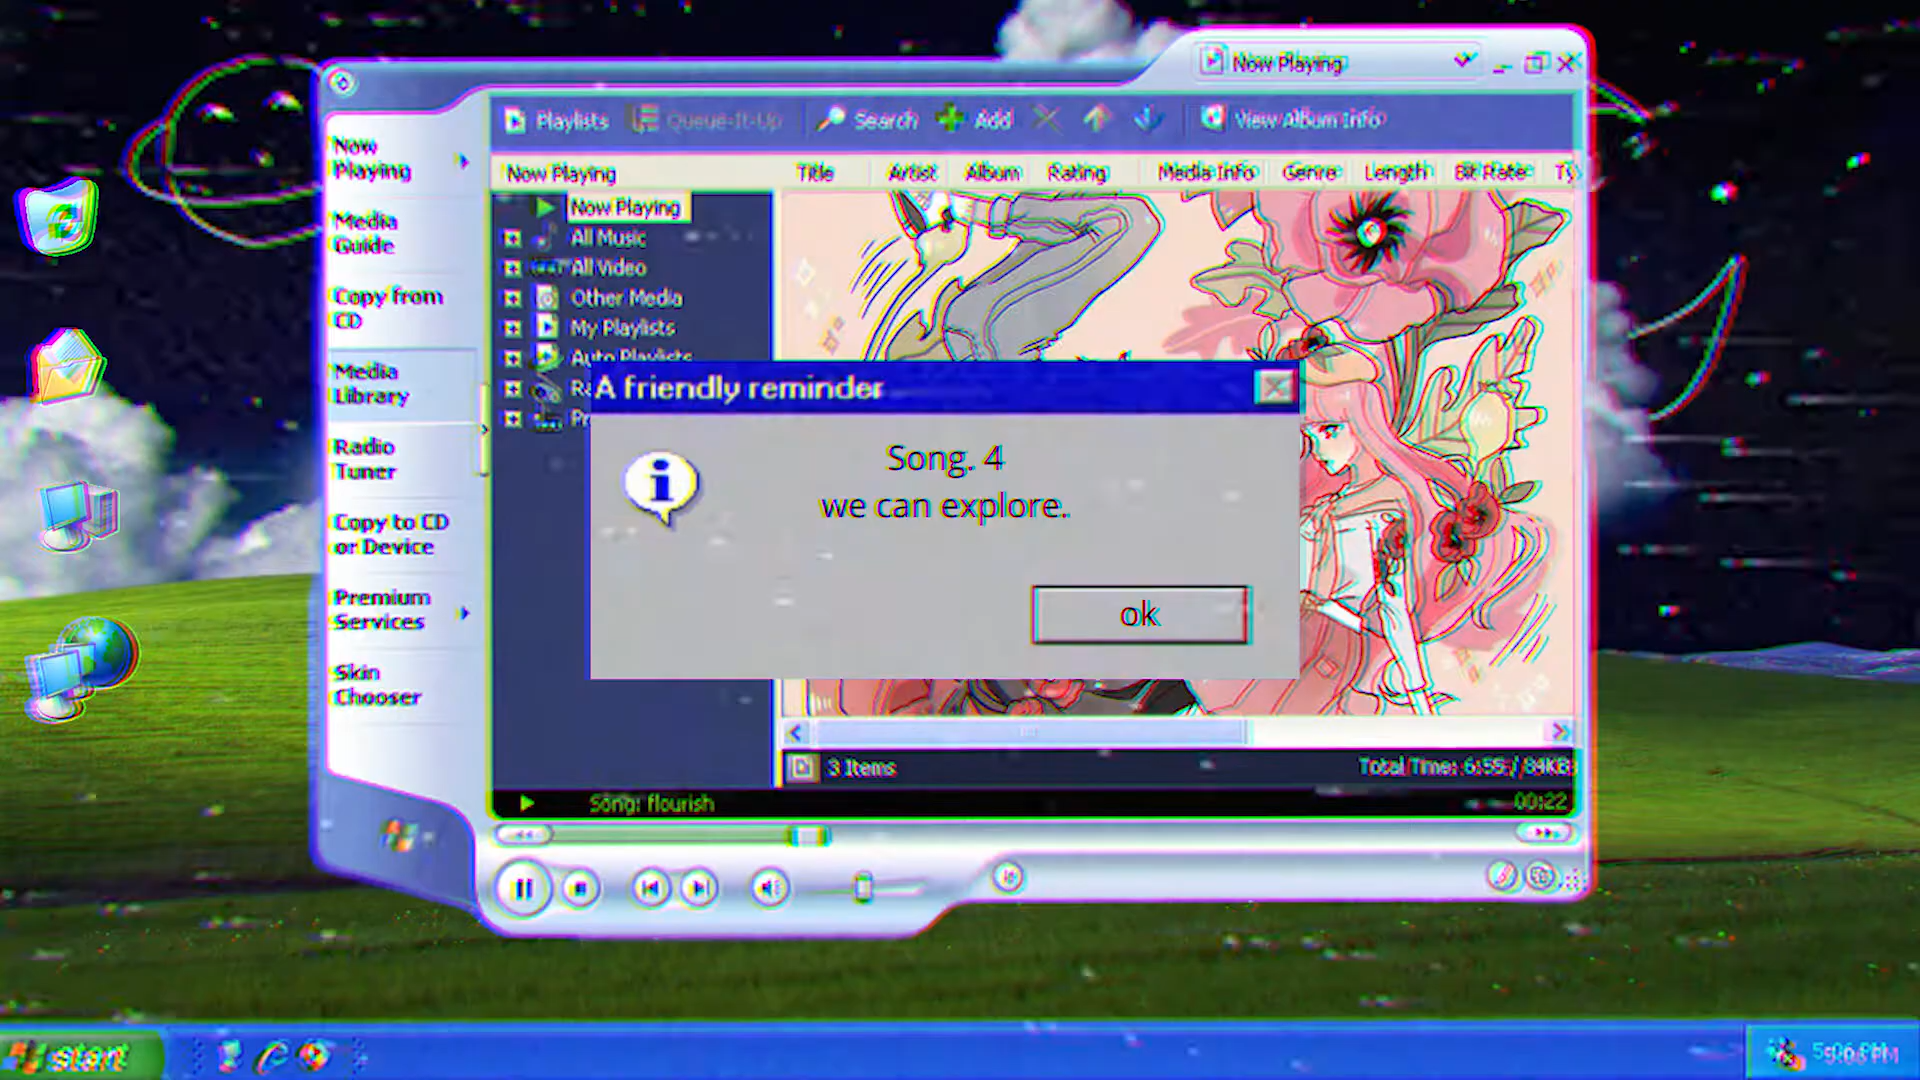 Now Playing
Playlists Queue-It-Up Search Add View Album Info
Now Playing
Media Guide
Copy from CD
Media Library
Radio Tuner
Copy to CD or Device
Premium Services
Skin Chooser
Now Playing Title Artist Album Rating Media Info Genre Length Bit Rate
Now Playing
All Music
All Video
Other Media
My Playlists
Auto Playlists
A friendly reminder
Song. 4
we can explore.
ok
3 Items Total Time: 6:55 / 84KB
Song: flourish 00:22
start